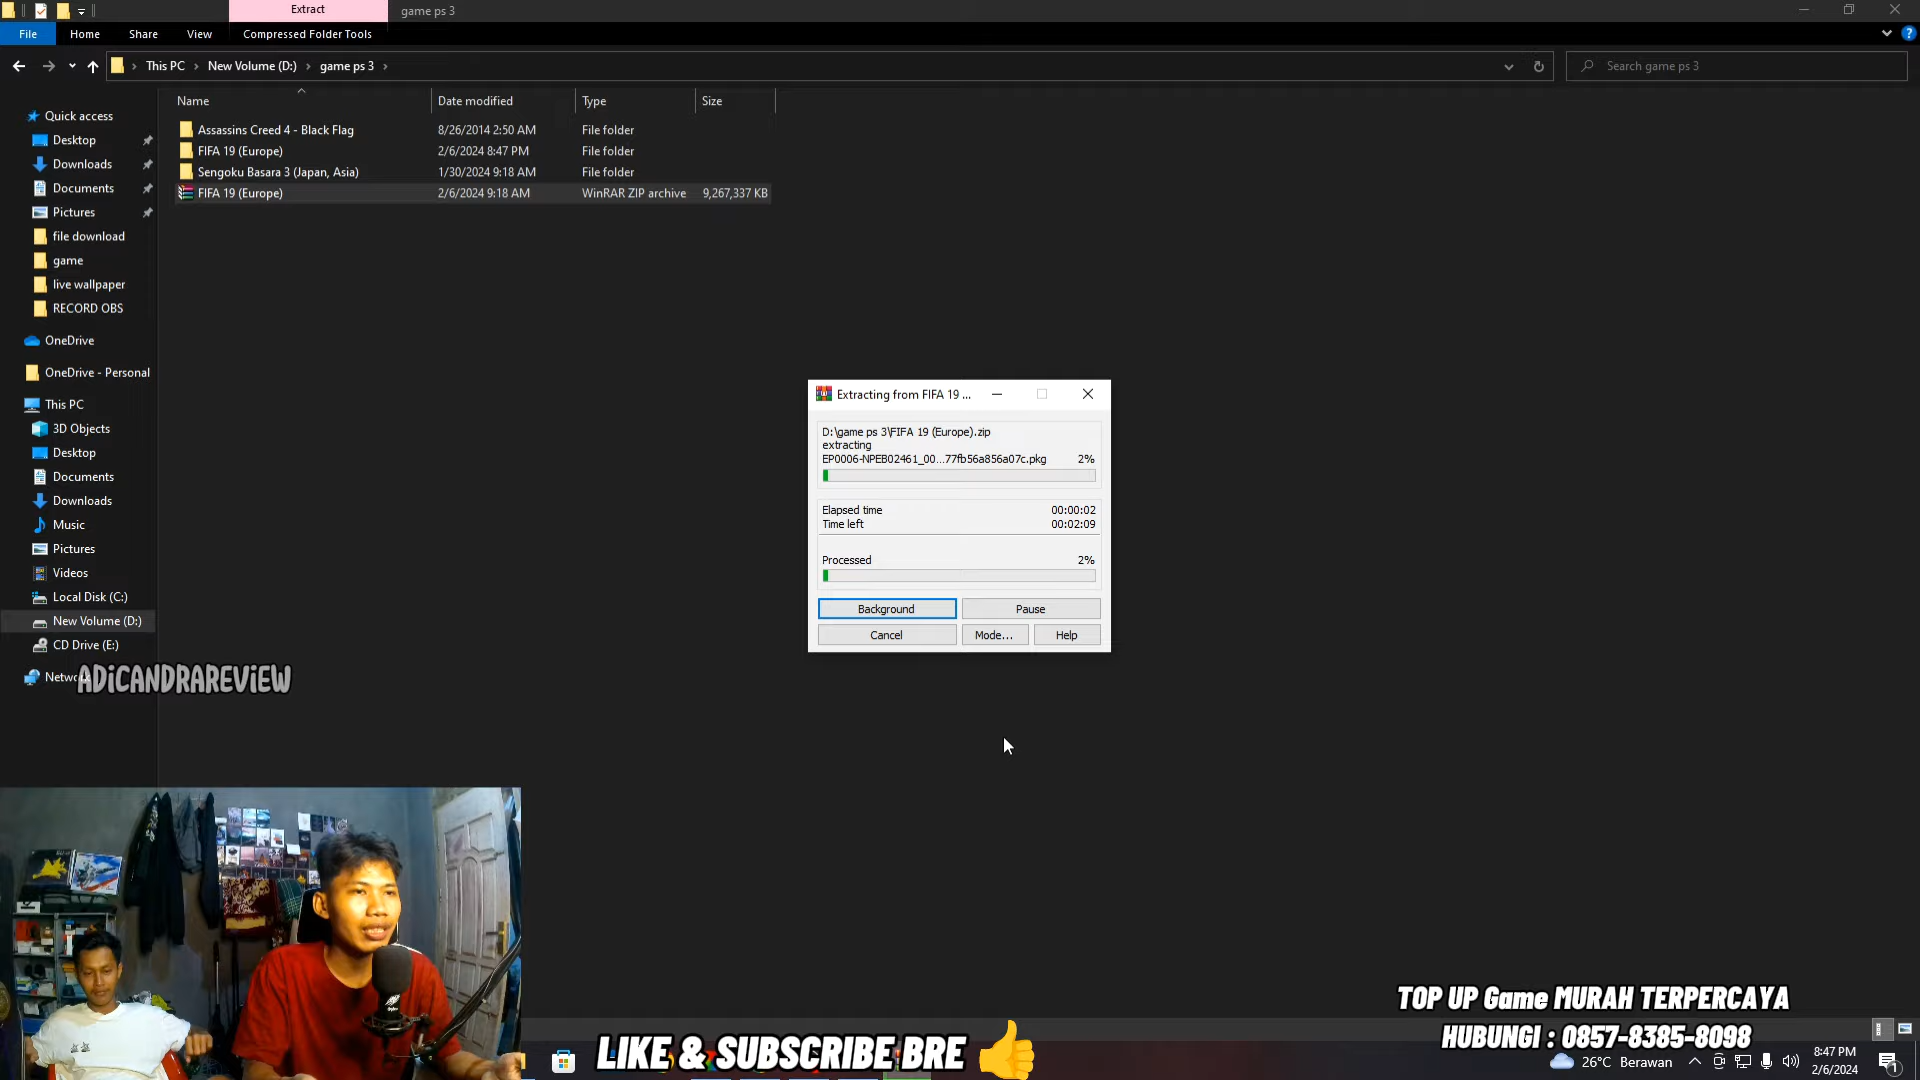 Extract
game ps 3
File
Home
Share
View
Compressed Folder Tools
This PC
New Volume (D:)
game ps 3
Search game ps 3
Name
Date modified
Type
Size
Assassins Creed 4 - Black Flag
8/26/2014 2:50 AM
File folder
FIFA 19 (Europe)
2/6/2024 8:47 PM
File folder
Sengoku Basara 3 (Japan, Asia)
1/30/2024 9:18 AM
File folder
FIFA 19 (Europe)
2/6/2024 9:18 AM
WinRAR ZIP archive
9,267,337 KB
Quick access
Desktop
Downloads
Documents
Pictures
file download
game
live wallpaper
RECORD OBS
OneDrive
OneDrive - Personal
This PC
3D Objects
Desktop
Documents
Downloads
Music
Pictures
Videos
Local Disk (C:)
New Volume (D:)
CD Drive (E:)
Netwo
ADiCANDRAREViEW
Extracting from FIFA 19 ...
D:\game ps 3\FIFA 19 (Europe).zip
extracting
EP0006-NPEB02461_00...77fb56a856a07c.pkg
2%
Elapsed time
00:00:02
Time left
00:02:09
Processed
2%
Background
Pause
Cancel
Mode...
Help
TOP UP Game MURAH TERPERCAYA
HUBUNGI : 0857-8385-8098
LIKE & SUBSCRIBE BRE
26°C Berawan
8:47 PM
2/6/2024
1